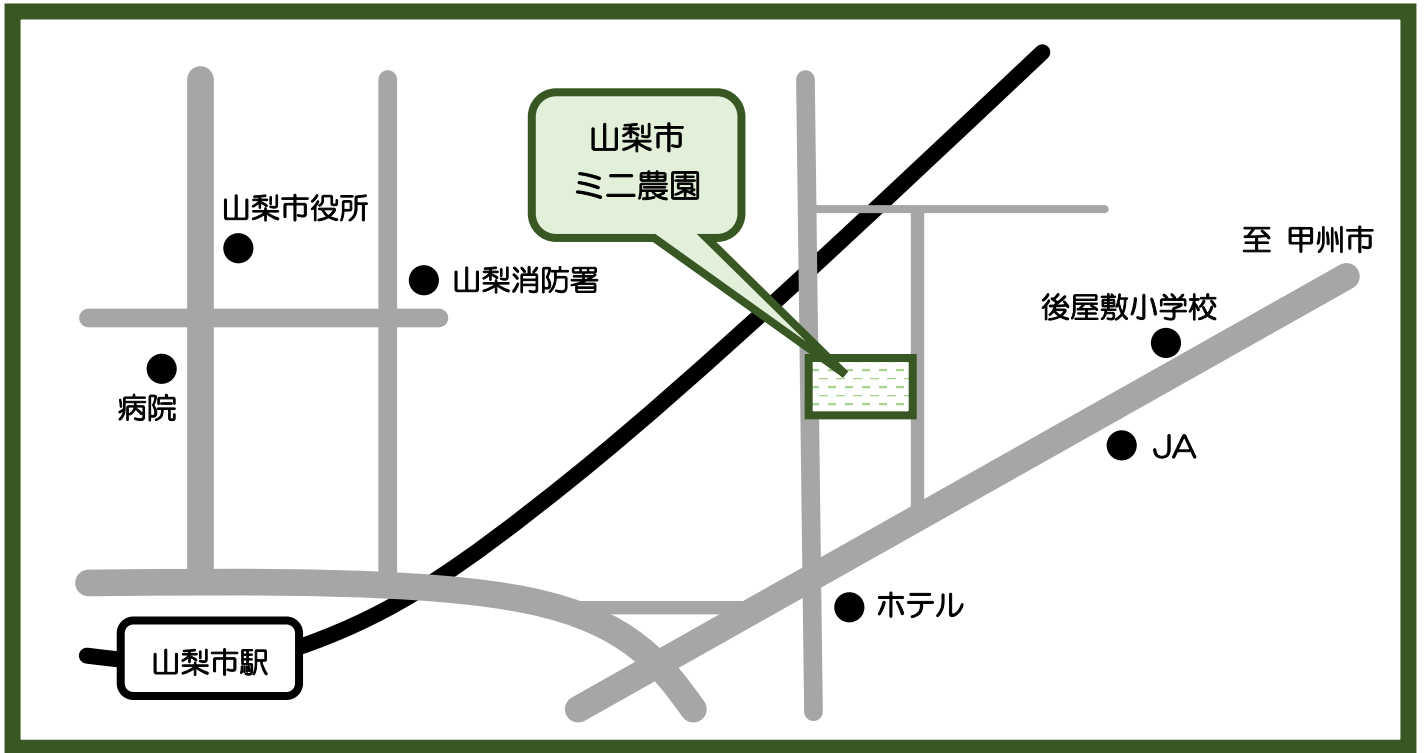 山梨市
ミニ農園
山梨市役所
至 甲州市
山梨消防署
後屋敷小学校
病院
JA
ホテル
山梨市駅